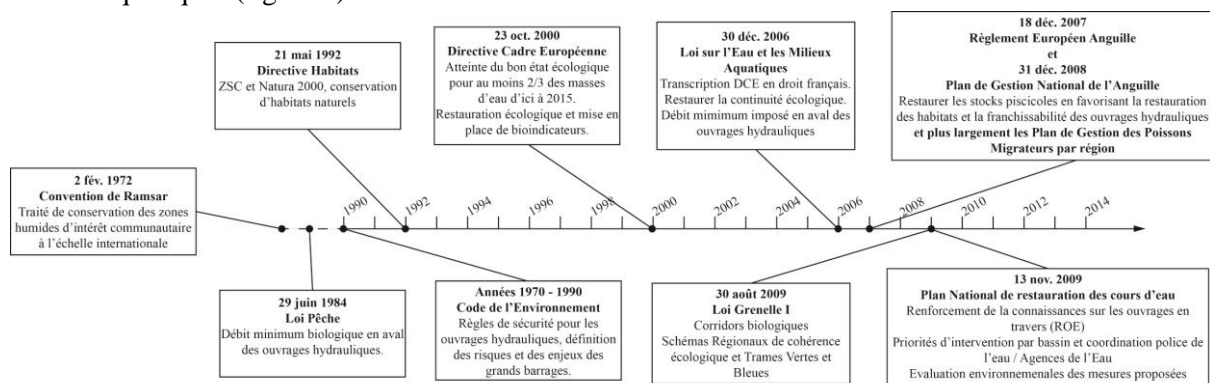 21 mai 1992
Directive Habitats
ZSC et Natura 2000, conservation
d'habitats naturels
23 oct. 2000
Directive Cadre Européenne
Atteinte du bon état écologique
pour au moins 2/3 des masses
d'eau d'ici à 2015.
Restauration écologique et mise en
place de bioindicateurs.
30 déc. 2006
Loi sur l'Eau et les Milieux
Aquatiques
Transcription DCE en droit français.
Restaurer la continuité écologique.
Débit mimimum imposé en aval des
ouvrages hydrauliques
18 déc. 2007
Règlement Européen Anguille
et
31 déc. 2008
Plan de Gestion National de l'Anguille
Restaurer les stocks piscicoles en favorisant la restauration
des habitats et la franchissabilité des ouvrages hydrauliques
et plus largement les Plan de Gestion des Poissons
Migrateurs par région
2 fév. 1972
Convention de Ramsar
Traité de conservation des zones
humides d'intérêt communautaire
à l'échelle internationale
1990
1992
1994
1996
1998
2000
2002
2004
2006
2008
2010
2012
2014
29 juin 1984
Loi Pêche
Débit minimum biologique en aval
des ouvrages hydrauliques.
Années 1970 - 1990
Code de l'Environnement
Règles de sécurité pour les
ouvrages hydrauliques, définition
des risques et des enjeux des
grands barrages.
30 août 2009
Loi Grenelle I
Corridors biologiques
Schémas Régionaux de cohérence
écologique et Trames Vertes et
Bleues
13 nov. 2009
Plan National de restauration des cours d'eau
Renforcement de la connaissances sur les ouvrages en
travers (ROE)
Priorités d'intervention par bassin et coordination police de
l'eau / Agences de l'Eau
Evaluation environnemenales des mesures proposées